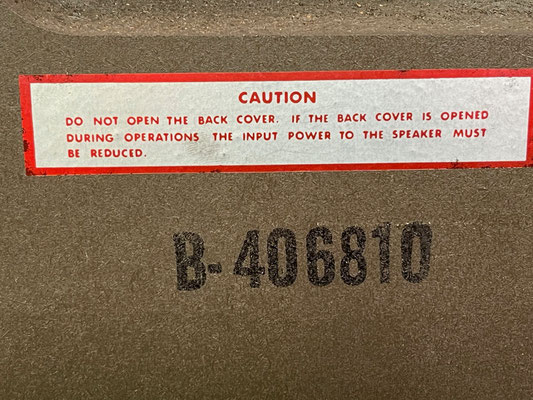 CAUTION
DO NOT OPEN THE BACK COVER. IF THE BACK COVER IS OPENED
DURING OPERATIONS THE INPUT POWER TO THE SPEAKER MUST
BE REDUCED.
B-406810